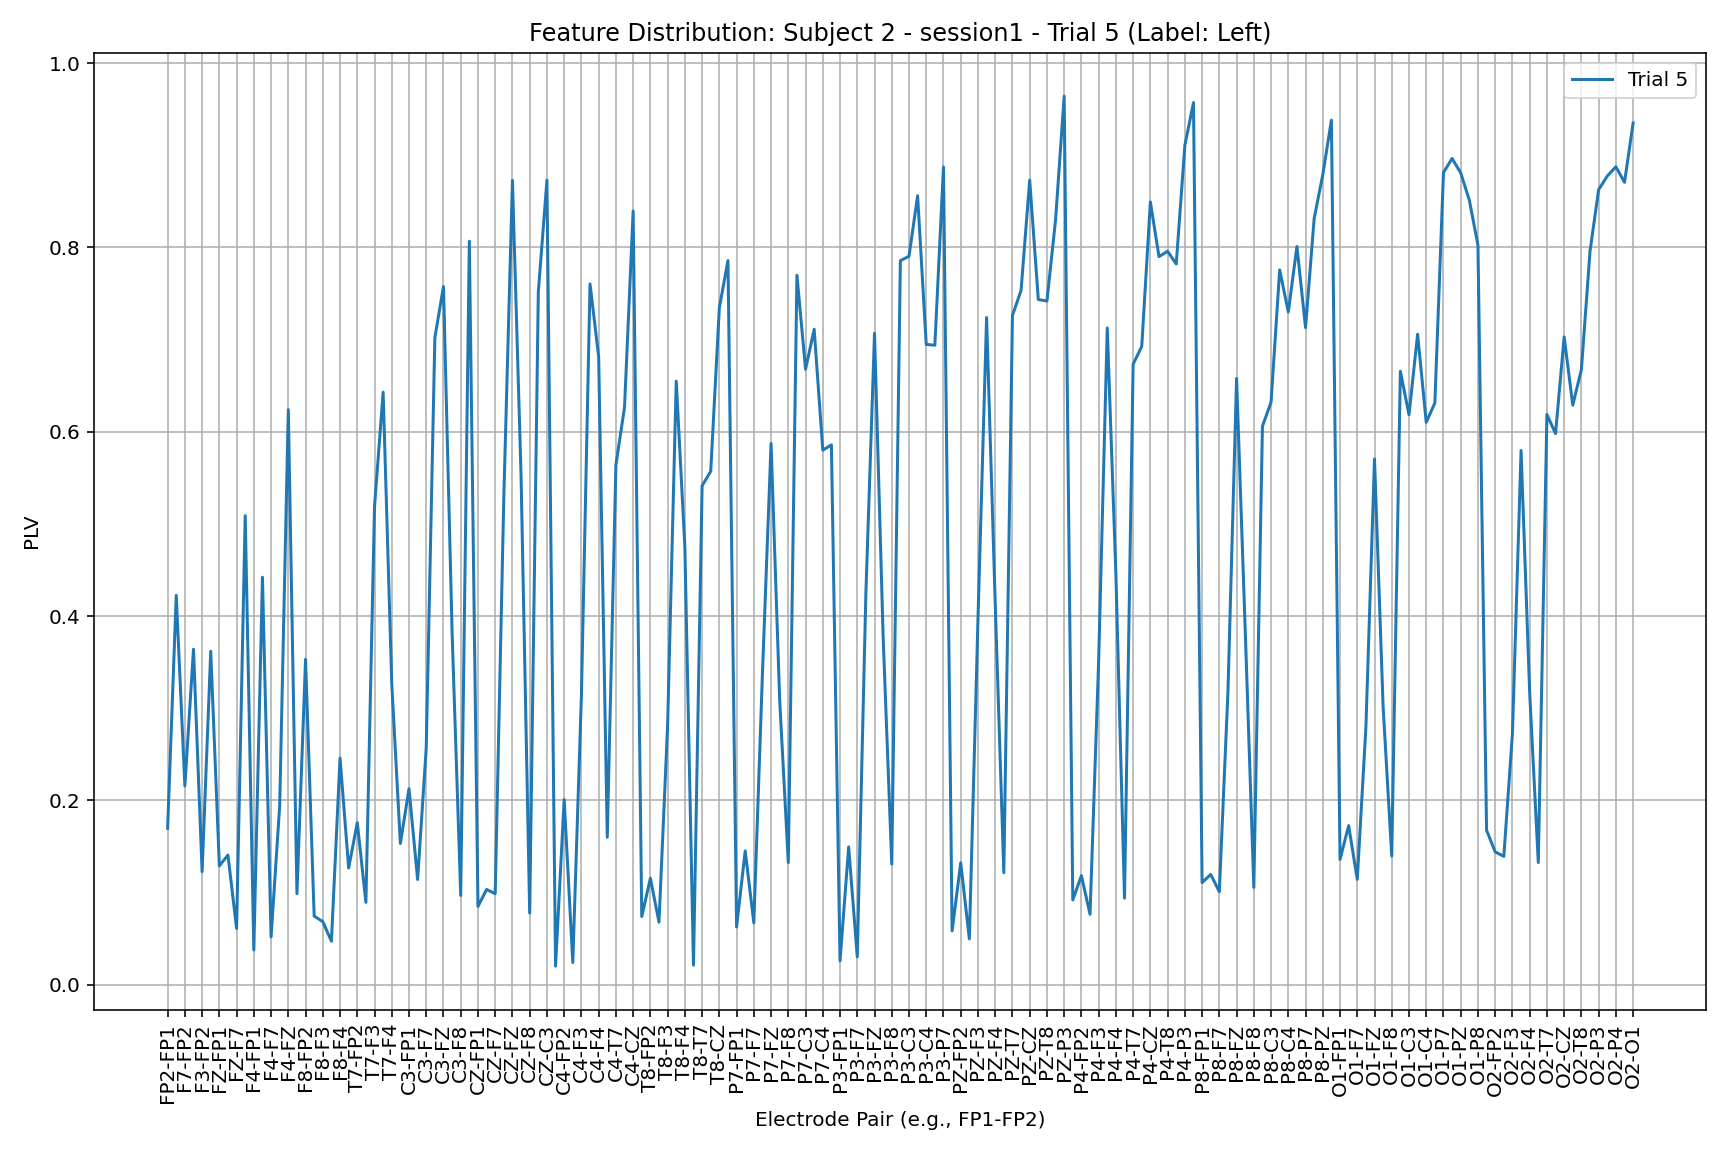 Feature Distribution: Subject 2 - session1 - Trial 5 (Label: Left)
Trial 5
1.0
0.8
0.6
0.4
0.2
0.0
PLV
FP2-FP1
F7-FP2
F3-FP2
FZ-FP1
FZ-F7
F4-FP1
F4-F7
F4-FZ
F8-FP2
F8-F3
F8-F4
T7-FP2
T7-F3
T7-F4
C3-FP1
C3-F7
C3-FZ
C3-F8
CZ-FP1
CZ-F7
CZ-FZ
CZ-F8
CZ-C3
C4-FP2
C4-F3
C4-F4
C4-T7
C4-CZ
T8-FP2
T8-F3
T8-F4
T8-T7
T8-CZ
P7-FP1
P7-F7
P7-FZ
P7-F8
P7-C3
P7-C4
P3-FP1
P3-F7
P3-FZ
P3-F8
P3-C3
P3-C4
P3-P7
PZ-FP2
PZ-F3
PZ-F4
PZ-T7
PZ-CZ
PZ-T8
PZ-P3
P4-FP2
P4-F3
P4-F4
P4-T7
P4-CZ
P4-T8
P4-P3
P8-FP1
P8-F7
P8-FZ
P8-F8
P8-C3
P8-C4
P8-P7
P8-PZ
O1-FP1
O1-F7
O1-FZ
O1-F8
O1-C3
O1-C4
O1-P7
O1-PZ
O1-P8
O2-FP2
O2-F3
O2-F4
O2-T7
O2-CZ
O2-T8
O2-P3
O2-P4
O2-O1
Electrode Pair (e.g., FP1-FP2)